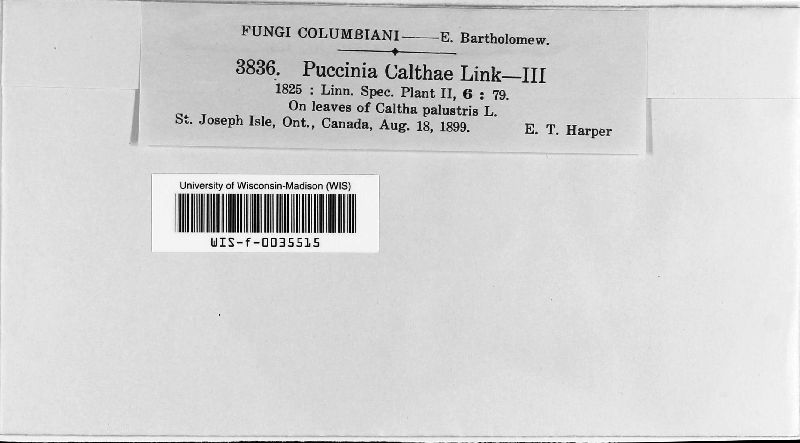 FUNGI COLUMBIANI——E. Bartholomew.
3836. Puccinia Calthae Link—III
1825 : Linn. Spec. Plant II, 6 : 79.
On leaves of Caltha palustris L.
St. Joseph Isle, Ont., Canada, Aug. 18, 1899. E. T. Harper
University of Wisconsin-Madison (WIS)
WIS-f-0035515